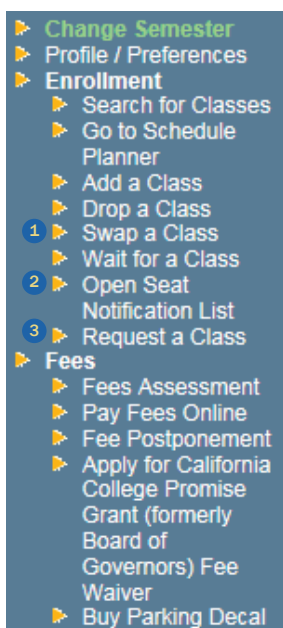 Change Semester
Profile / Preferences
Enrollment
Search for Classes
Go to Schedule
Planner
Add a Class
Drop a Class
1 Swap a Class
Wait for a Class
2 Open Seat
Notification List
3 Request a Class
Fees
Fees Assessment
Pay Fees Online
Fee Postponement
Apply for California
College Promise
Grant (formerly
Board of
Governors) Fee
Waiver
Buy Parking Decal